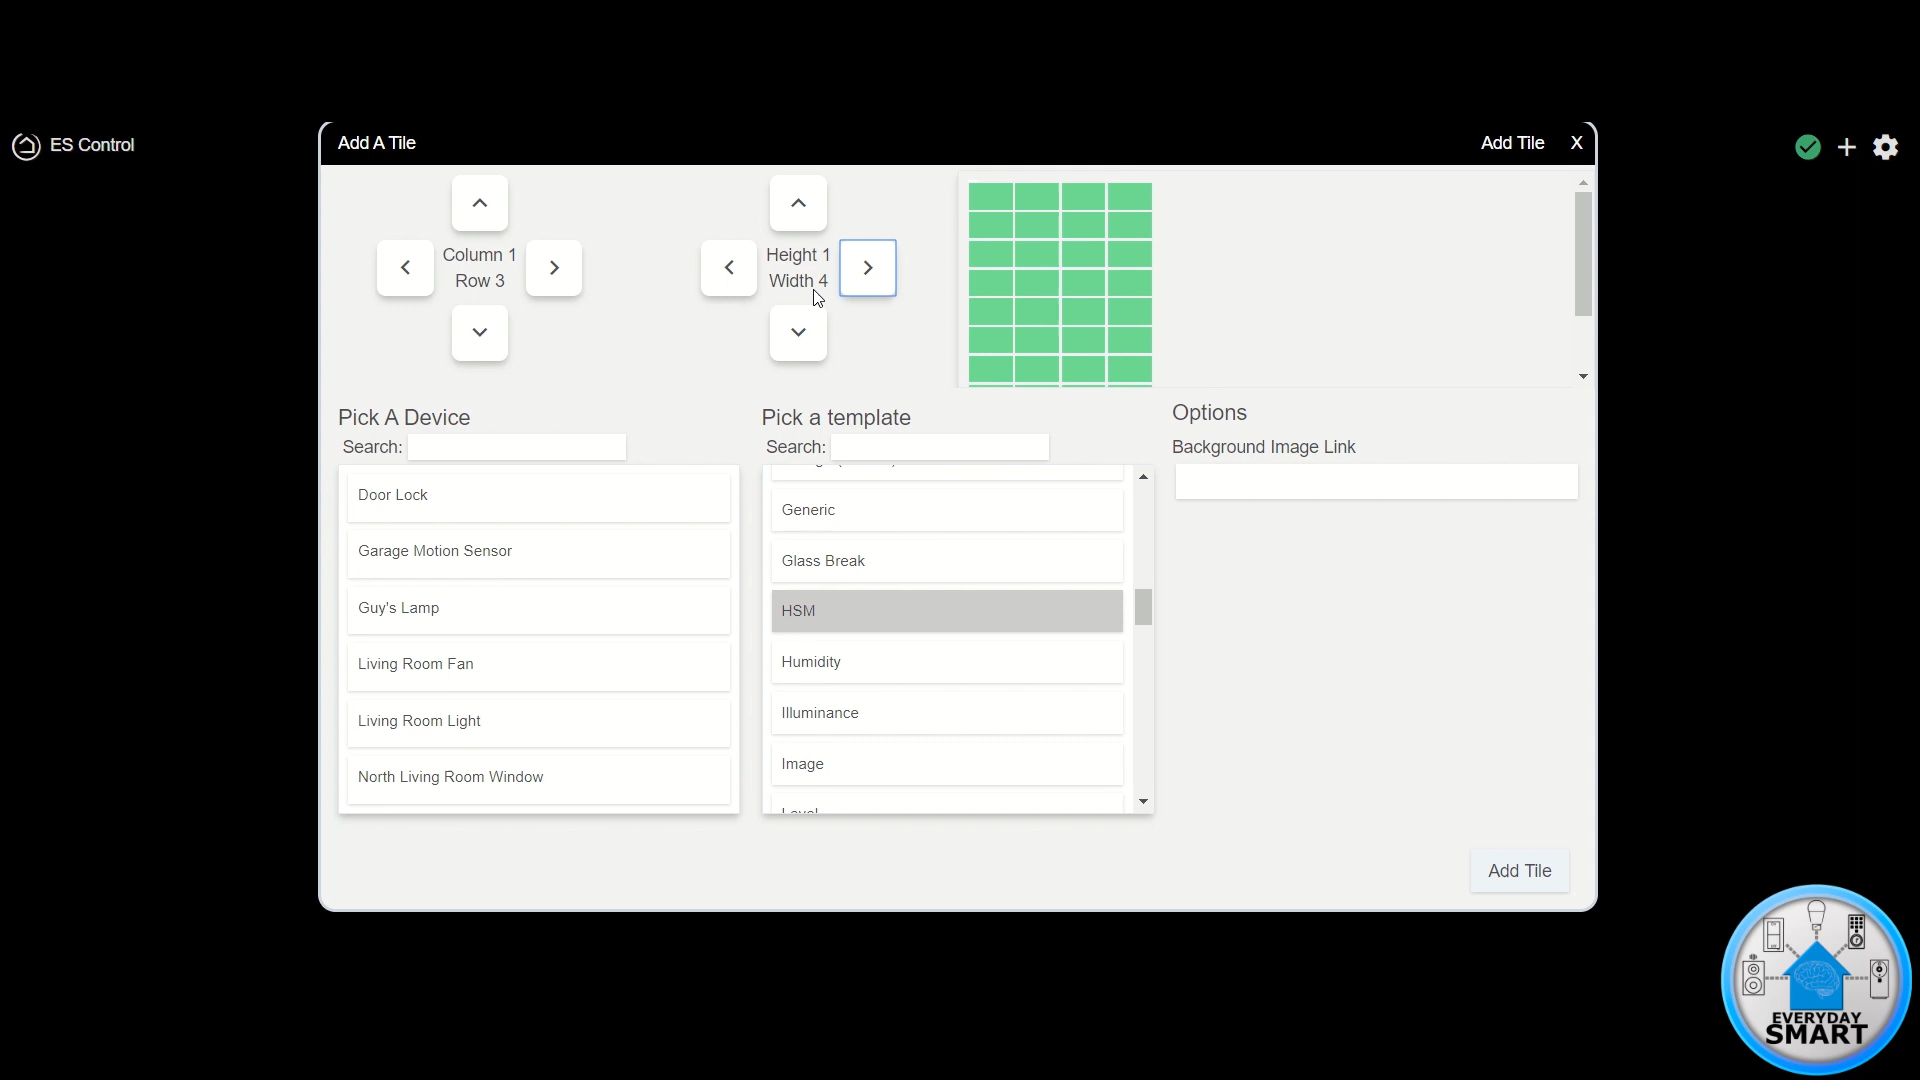 ES Control
Add A Tile
Add Tile X
Column 1
Row 3
Height 1
Width 4
Pick A Device
Search:
Door Lock
Garage Motion Sensor
Guy's Lamp
Living Room Fan
Living Room Light
North Living Room Window
Pick a template
Search:
Generic
Glass Break
HSM
Humidity
Illuminance
Image
Level
Options
Background Image Link
Add Tile
EVERYDAY
SMART